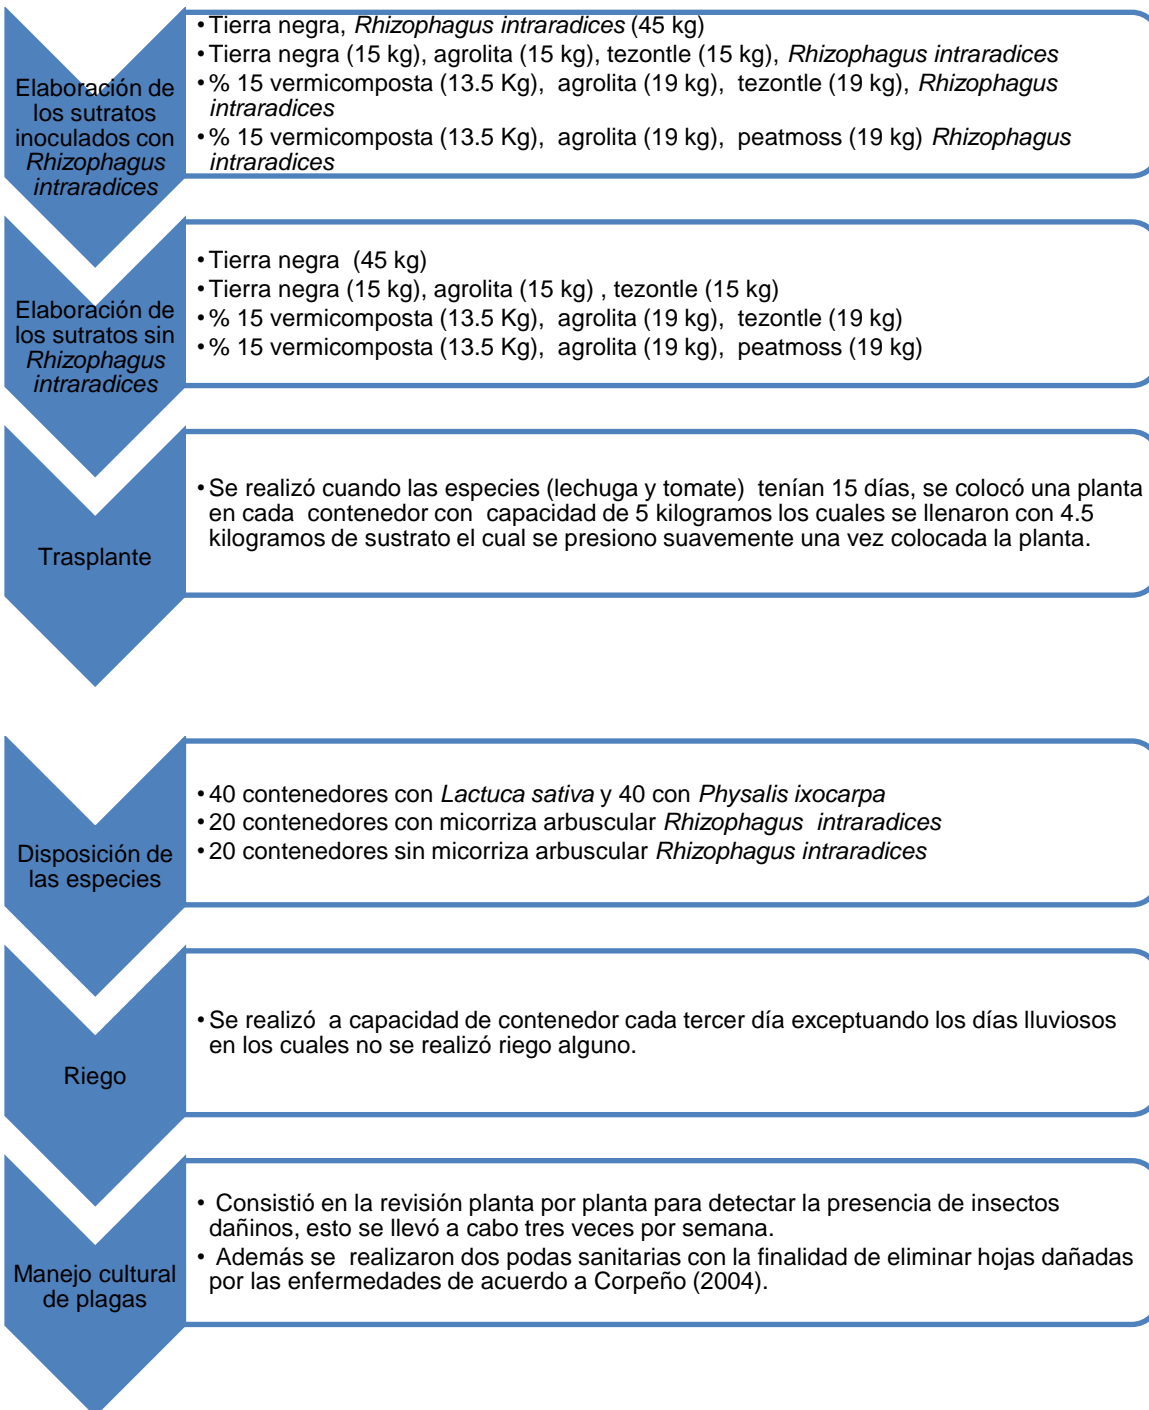 Elaboración de
los sutratos
inoculados con
Rhizophagus
intraradices
• Tierra negra, Rhizophagus intraradices (45 kg)
• Tierra negra (15 kg), agrolita (15 kg), tezontle (15 kg), Rhizophagus intraradices
• % 15 vermicomposta (13.5 Kg), agrolita (19 kg), tezontle (19 kg), Rhizophagus
intraradices
• % 15 vermicomposta (13.5 Kg), agrolita (19 kg), peatmoss (19 kg) Rhizophagus
intraradices
Elaboración de
los sutratos sin
Rhizophagus
intraradices
• Tierra negra (45 kg)
• Tierra negra (15 kg), agrolita (15 kg) , tezontle (15 kg)
• % 15 vermicomposta (13.5 Kg), agrolita (19 kg), tezontle (19 kg)
• % 15 vermicomposta (13.5 Kg), agrolita (19 kg), peatmoss (19 kg)
Trasplante
• Se realizó cuando las especies (lechuga y tomate) tenían 15 días, se colocó una planta
en cada contenedor con capacidad de 5 kilogramos los cuales se llenaron con 4.5
kilogramos de sustrato el cual se presiono suavemente una vez colocada la planta.
Disposición de
las especies
• 40 contenedores con Lactuca sativa y 40 con Physalis ixocarpa
• 20 contenedores con micorriza arbuscular Rhizophagus intraradices
• 20 contenedores sin micorriza arbuscular Rhizophagus intraradices
Riego
• Se realizó a capacidad de contenedor cada tercer día exceptuando los días lluviosos
en los cuales no se realizó riego alguno.
Manejo cultural
de plagas
• Consistió en la revisión planta por planta para detectar la presencia de insectos
dañinos, esto se llevó a cabo tres veces por semana.
• Además se realizaron dos podas sanitarias con la finalidad de eliminar hojas dañadas
por las enfermedades de acuerdo a Corpeño (2004).